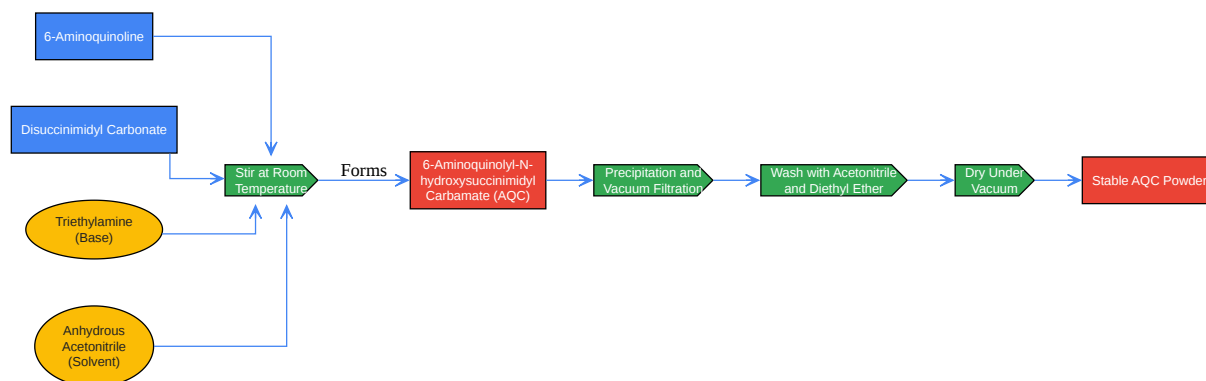 6-Aminoquinoline
Disuccinimidyl Carbonate
Triethylamine
(Base)
Anhydrous
Acetonitrile
(Solvent)
Stir at Room
Temperature
Forms
6-Aminoquinolyl-N-
hydroxysuccinimidyl
Carbamate (AQC)
Precipitation and
Vacuum Filtration
Wash with Acetonitrile
and Diethyl Ether
Dry Under
Vacuum
Stable AQC Powder